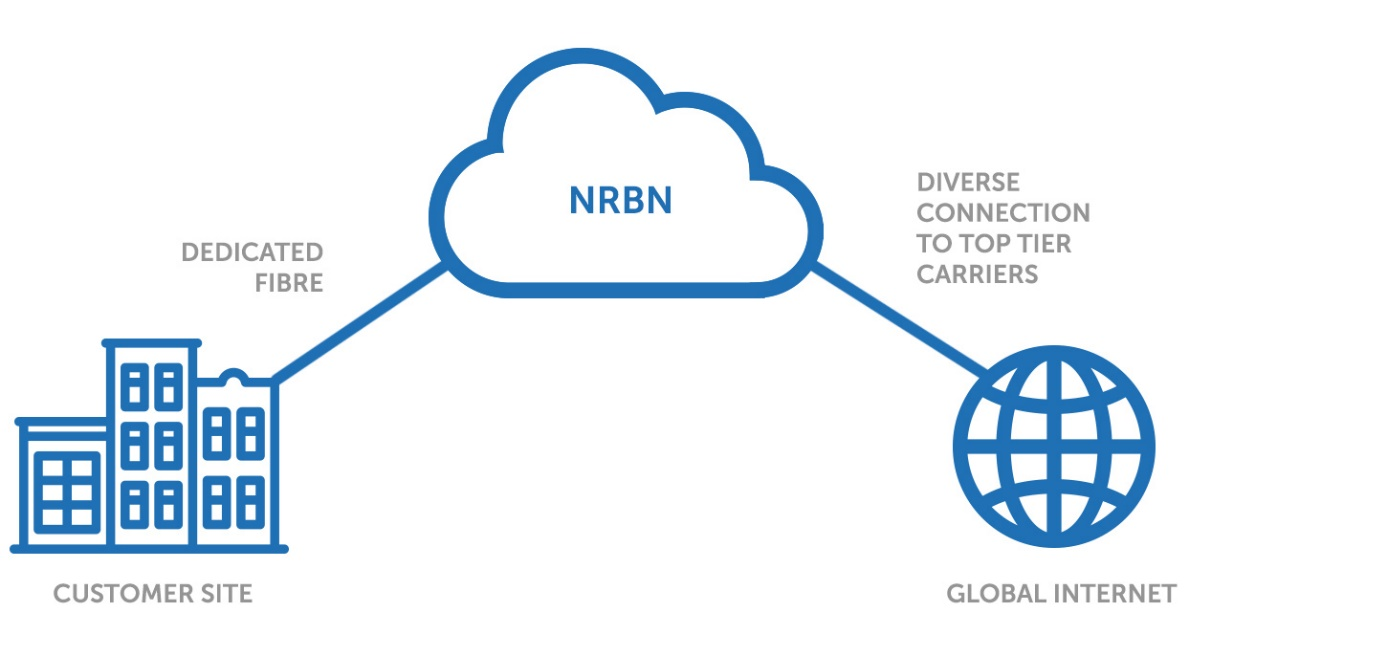 NRBN
DIVERSE
CONNECTION
TO TOP TIER
CARRIERS
DEDICATED
FIBRE
CUSTOMER SITE
GLOBAL INTERNET